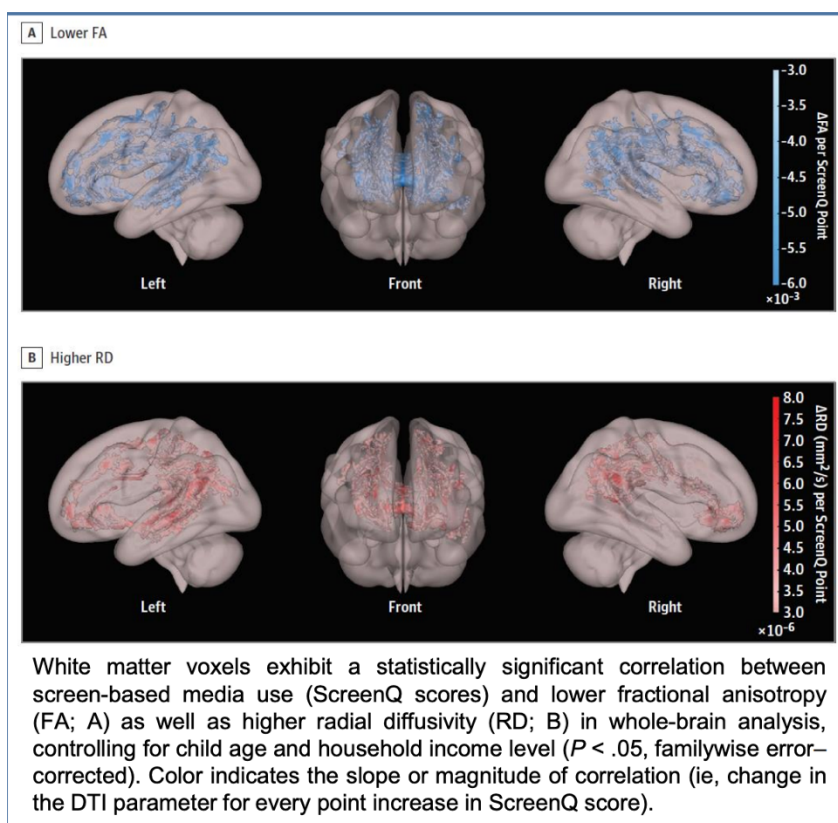 A Lower FA
-3.0
-3.5
-4.0
-4.5
-5.0
-5.5
-6.0
×10⁻³
ΔFA per ScreenQ Point
Left
Front
Right
B Higher RD
8.0
7.5
7.0
6.5
6.0
5.5
5.0
4.5
4.0
3.5
3.0
×10⁻⁶
ΔRD (mm²/s) per ScreenQ Point
Left
Front
Right
White matter voxels exhibit a statistically significant correlation between
screen-based media use (ScreenQ scores) and lower fractional anisotropy
(FA; A) as well as higher radial diffusivity (RD; B) in whole-brain analysis,
controlling for child age and household income level (P < .05, familywise error–
corrected). Color indicates the slope or magnitude of correlation (ie, change in
the DTI parameter for every point increase in ScreenQ score).